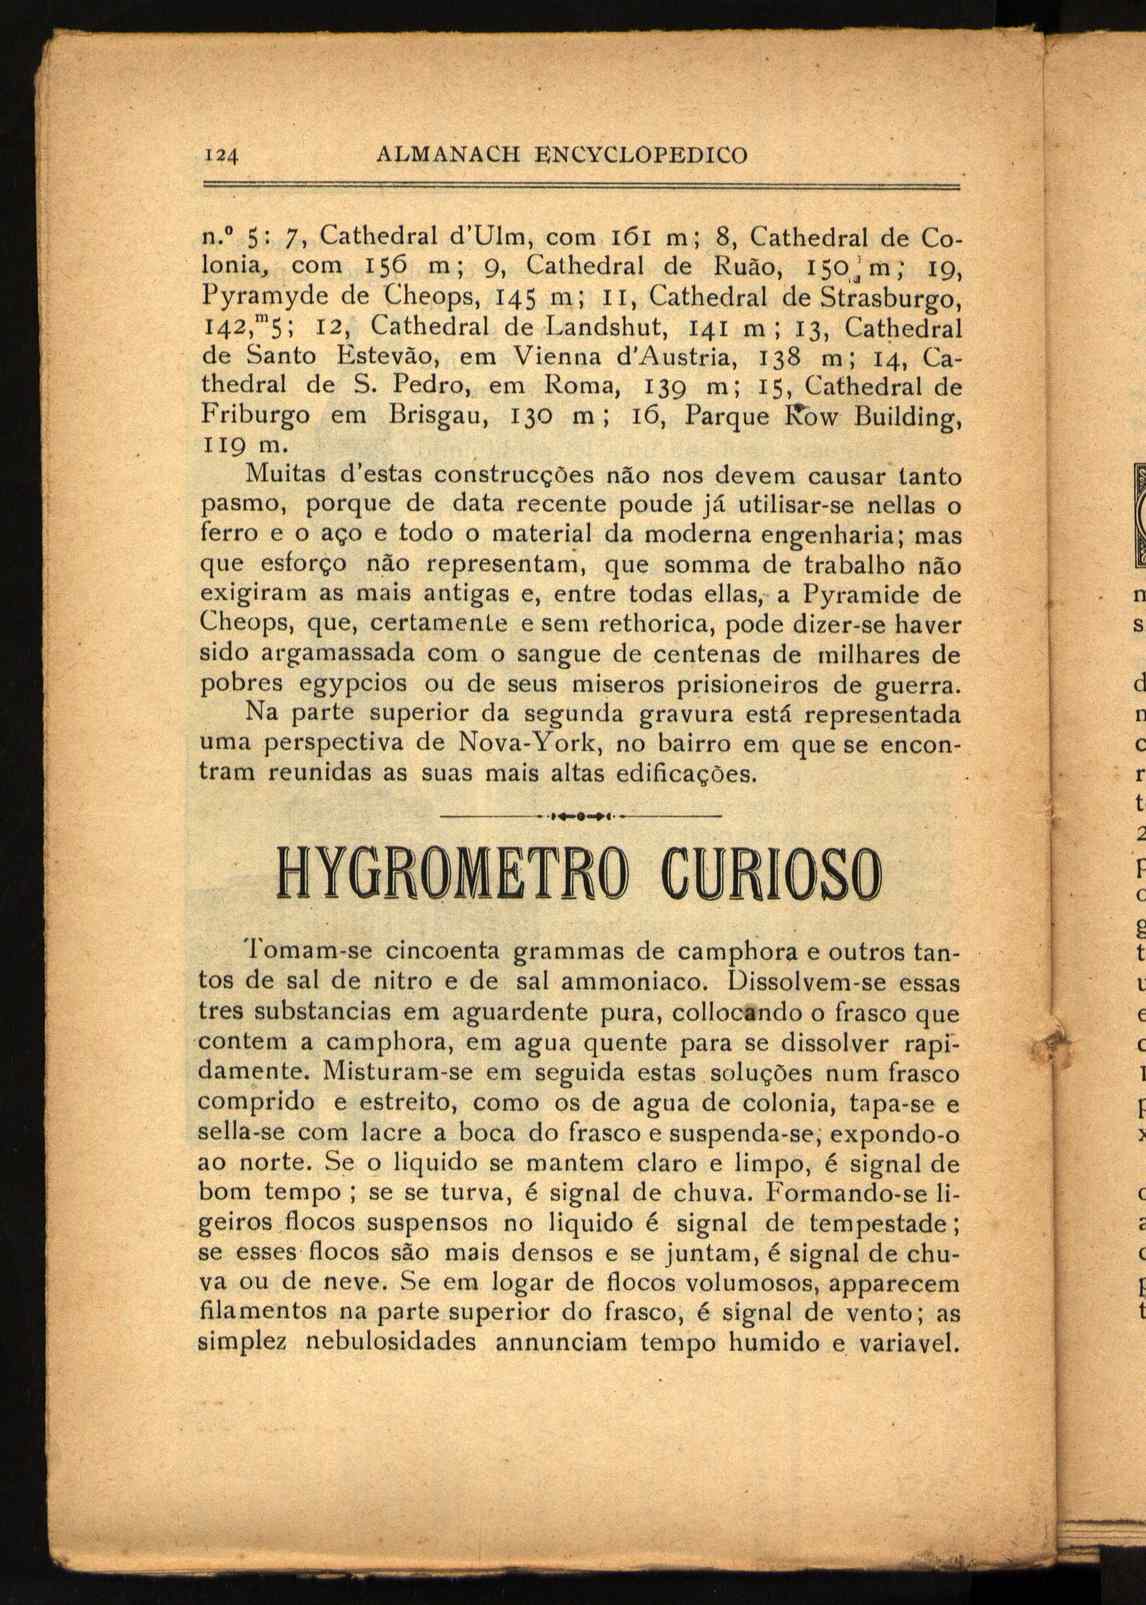 124 ALMANACH ENCYCLOPEDICO
n.º 5: 7, Cathedral d'Ulm, com 161 m; 8, Cathedral de Co-
lonia, com 156 m; 9, Cathedral de Ruão, 150 m; 19,
Pyramyde de Cheops, 145 m; 11, Cathedral de Strasburgo,
142,ᵐ5; 12, Cathedral de Landshut, 141 m; 13, Cathedral
de Santo Estevão, em Vienna d'Austria, 138 m; 14, Ca-
thedral de S. Pedro, em Roma, 139 m; 15, Cathedral de
Friburgo em Brisgau, 130 m; 16, Parque Row Building,
119 m.
Muitas d'estas construcções não nos devem causar tanto
pasmo, porque de data recente poude já utilisar-se nellas o
ferro e o aço e todo o material da moderna engenharia; mas
que esforço não representam, que somma de trabalho não
exigiram as mais antigas e, entre todas ellas, a Pyramide de
Cheops, que, certamente e sem rethorica, pode dizer-se haver
sido argamassada com o sangue de centenas de milhares de
pobres egypcios ou de seus miseros prisioneiros de guerra.
Na parte superior da segunda gravura está representada
uma perspectiva de Nova-York, no bairro em que se encon-
tram reunidas as suas mais altas edificações.
HYGROMETRO CURIOSO
Tomam-se cincoenta grammas de camphora e outros tan-
tos de sal de nitro e de sal ammoniaco. Dissolvem-se essas
tres substancias em aguardente pura, collocando o frasco que
contem a camphora, em agua quente para se dissolver rapi-
damente. Misturam-se em seguida estas soluções num frasco
comprido e estreito, como os de agua de colonia, tapa-se e
sella-se com lacre a boca do frasco e suspenda-se, expondo-o
ao norte. Se o liquido se mantem claro e limpo, é signal de
bom tempo; se se turva, é signal de chuva. Formando-se li-
geiros flocos suspensos no liquido é signal de tempestade;
se esses flocos são mais densos e se juntam, é signal de chu-
va ou de neve. Se em logar de flocos volumosos, apparecem
filamentos na parte superior do frasco, é signal de vento; as
simplez nebulosidades annunciam tempo humido e variavel.